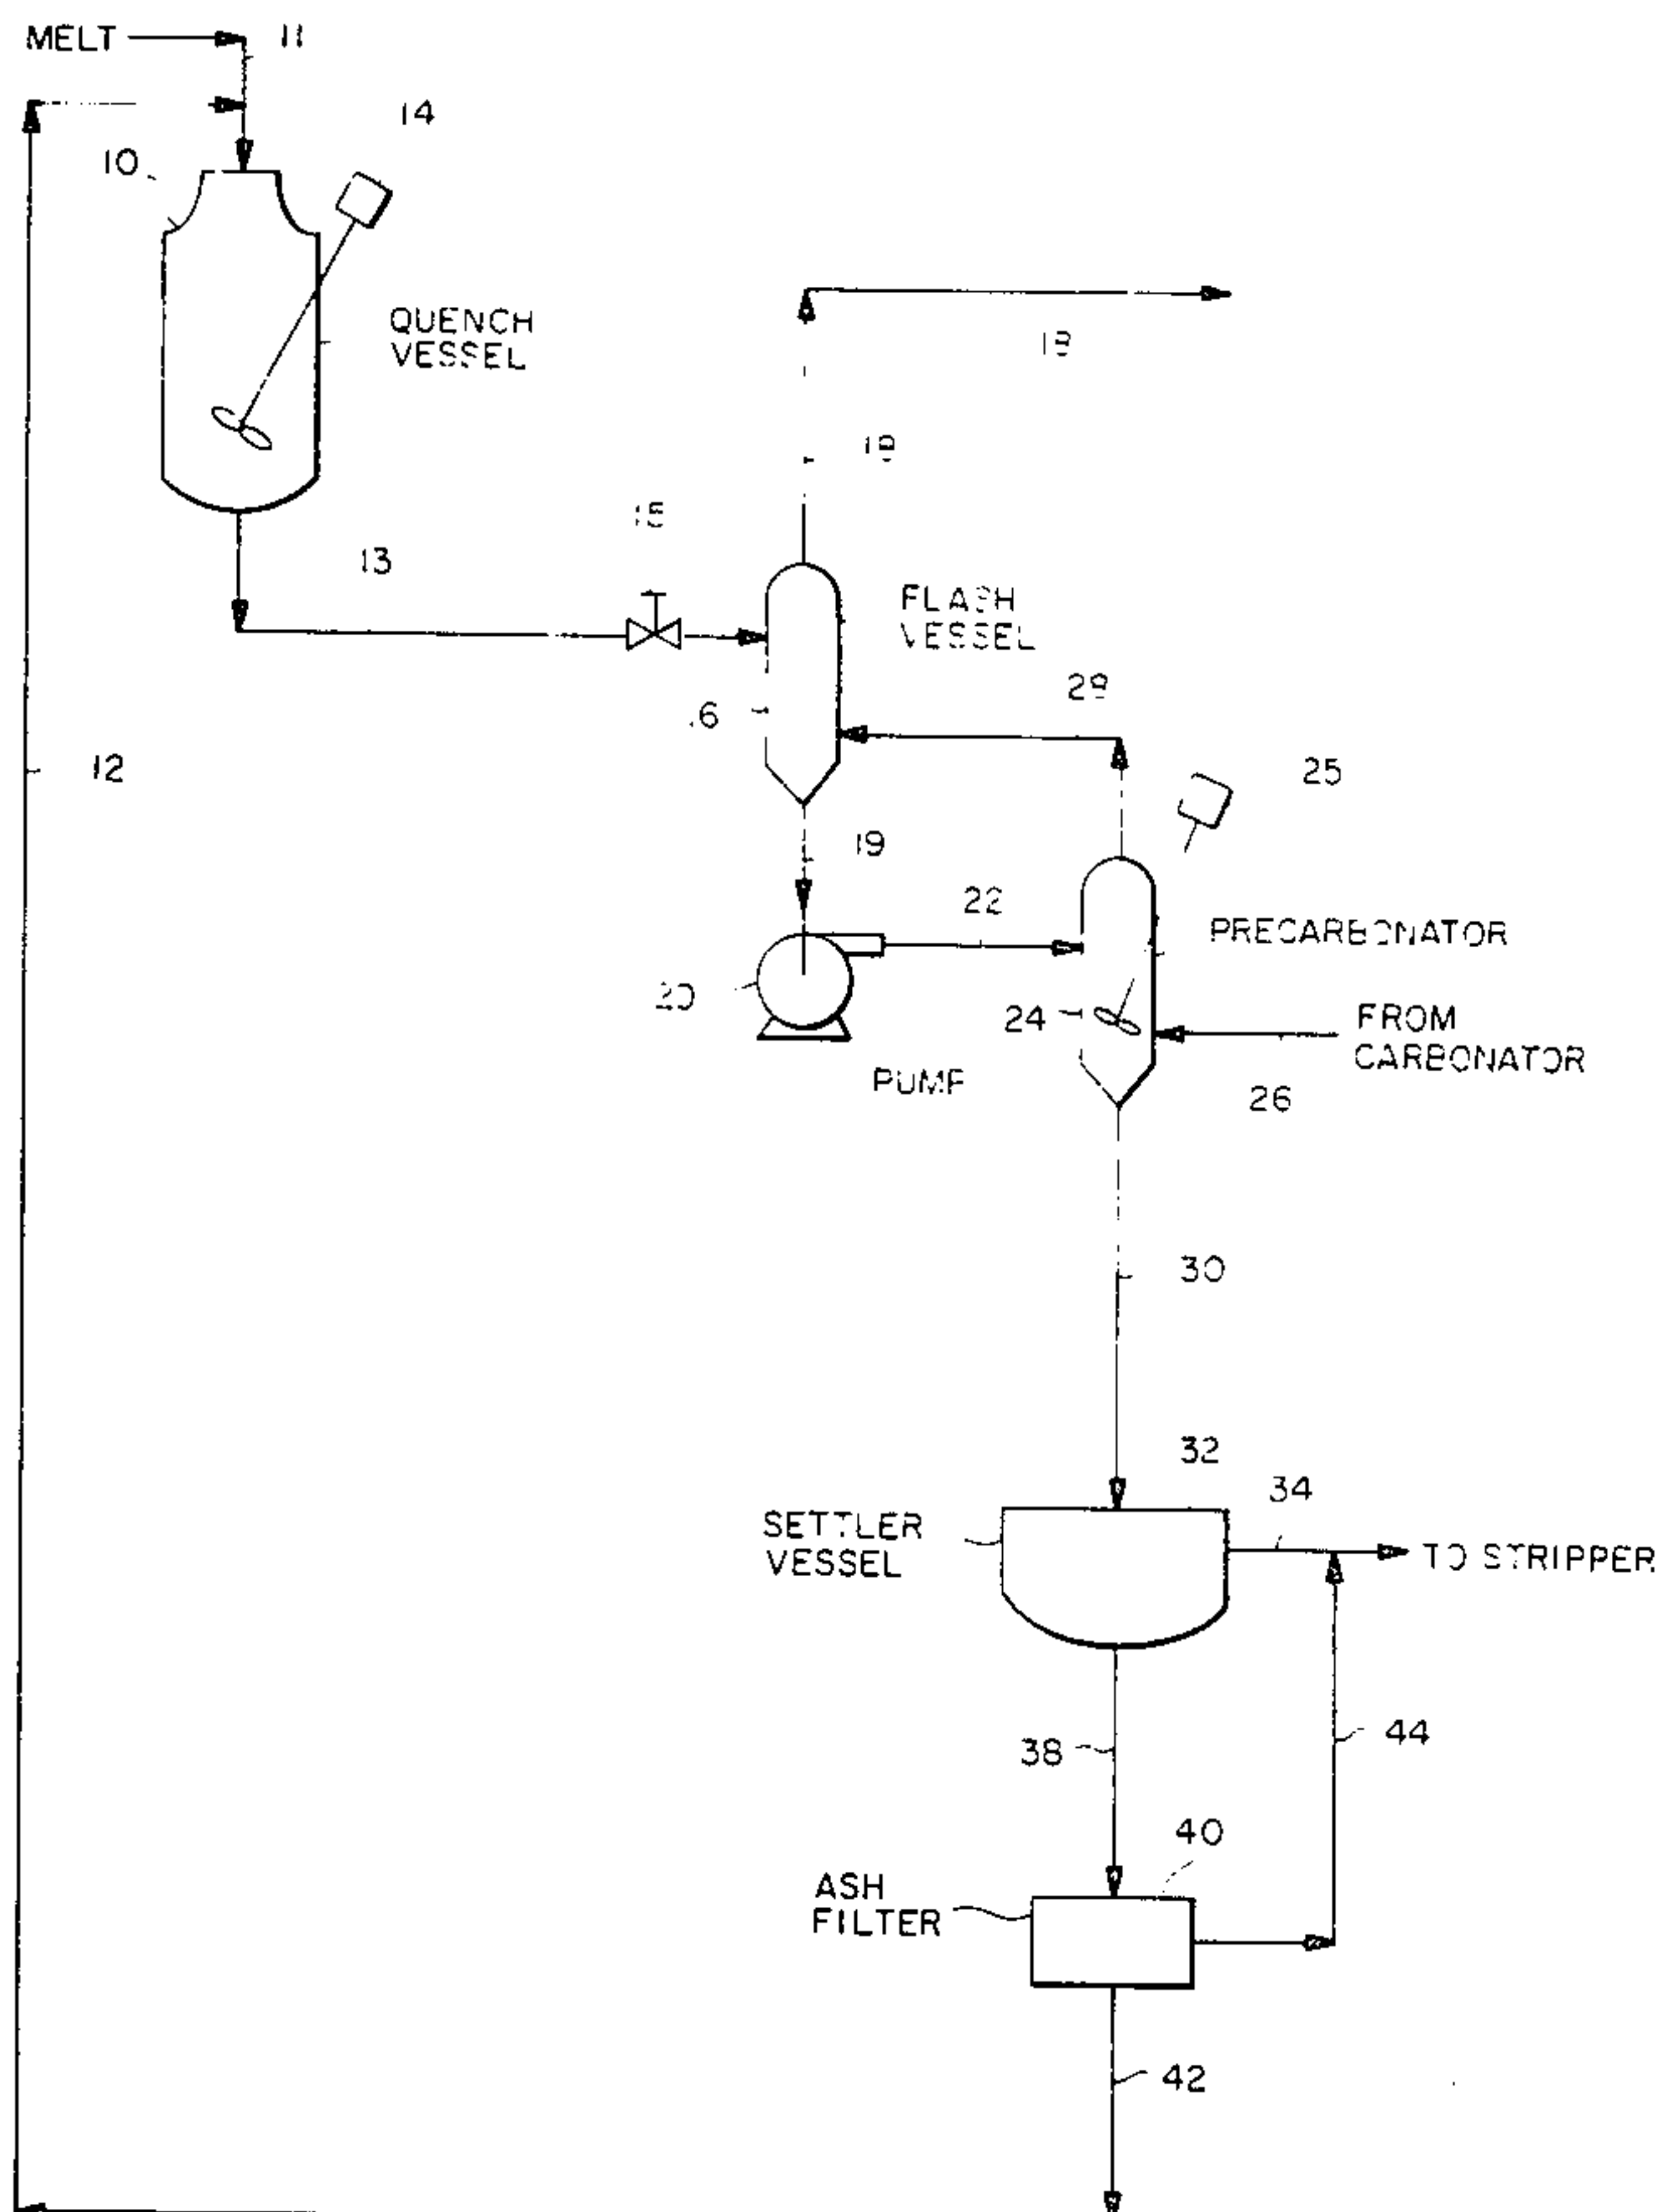 MELT
11
14
10
QUENCH
VESSEL
18
18
15
13
FLASH
VESSEL
29
16
12
25
19
22
PRECARBONATOR
20
24
FROM
CARBONATOR
PUMP
26
30
32
34
SETTLER
VESSEL
TO STRIPPER
38
44
40
ASH
FILTER
42